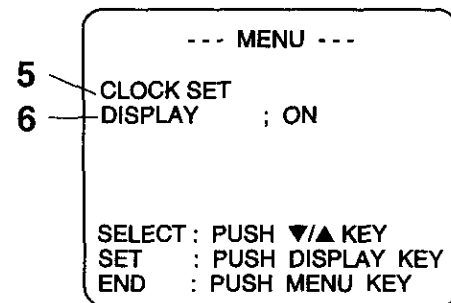 --- MENU ---
5 CLOCK SET
6 DISPLAY ; ON
SELECT : PUSH ▼/▲ KEY
SET : PUSH DISPLAY KEY
END : PUSH MENU KEY